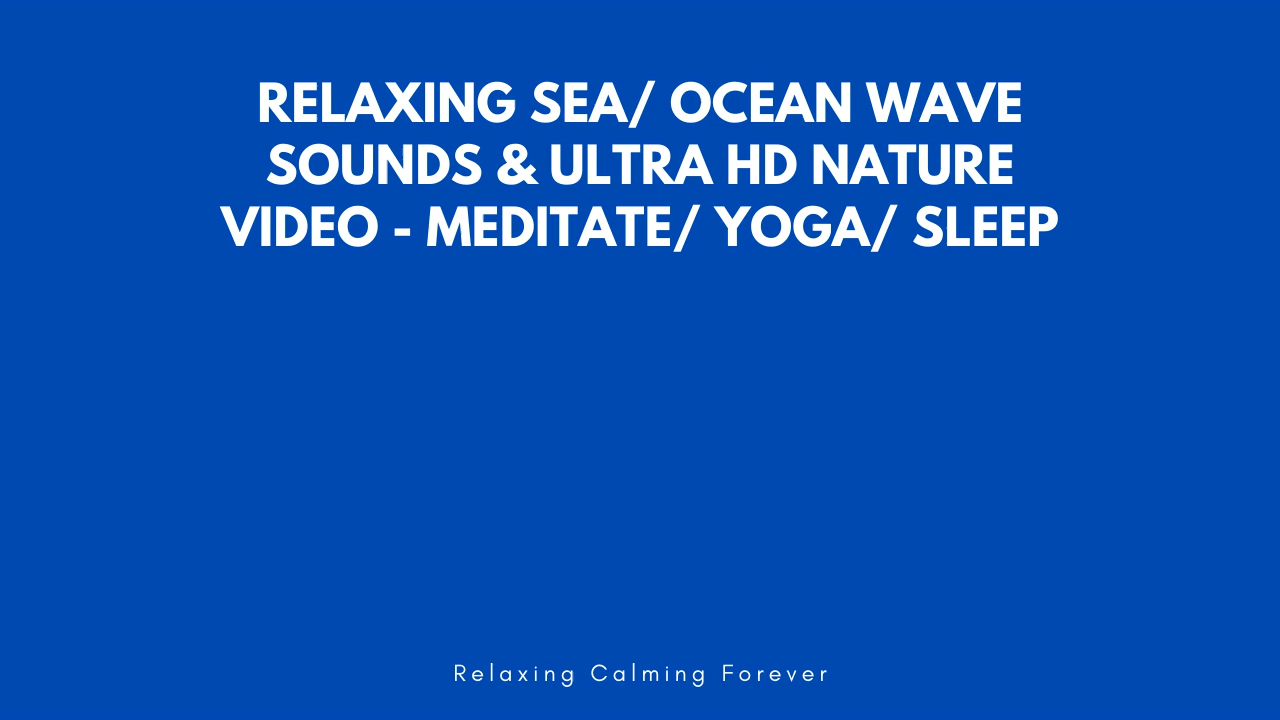 RELAXING SEA/ OCEAN WAVE
SOUNDS & ULTRA HD NATURE
VIDEO - MEDITATE/ YOGA/ SLEEP
Relaxing Calming Forever